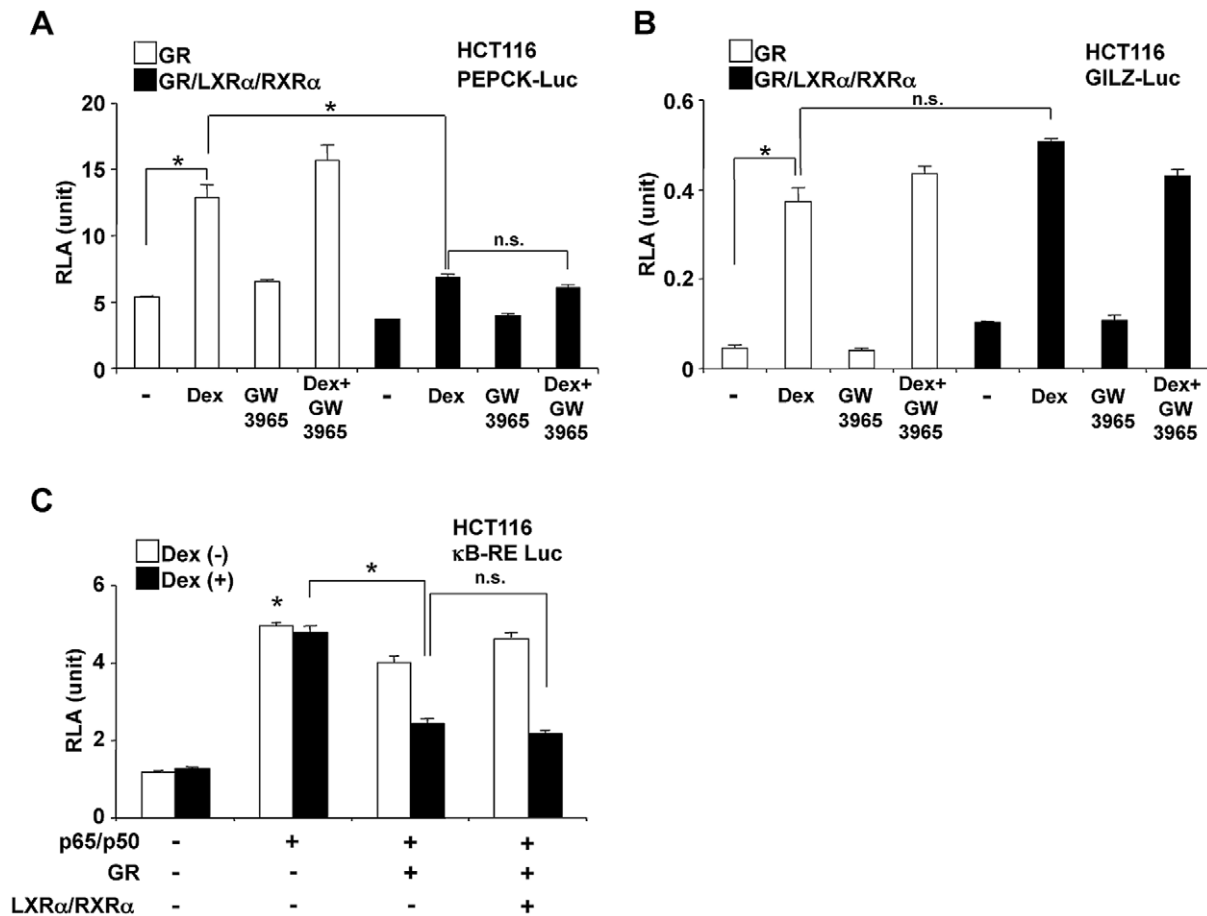 A
GR
GR/LXRα/RXRα
HCT116
PEPCK-Luc
RLA (unit)
20
15
10
5
0
*
*
n.s.
- Dex GW 3965 Dex+ GW 3965 - Dex GW 3965 Dex+ GW 3965
B
GR
GR/LXRα/RXRα
HCT116
GILZ-Luc
RLA (unit)
0.6
0.4
0.2
0
*
n.s.
- Dex GW 3965 Dex+ GW 3965 - Dex GW 3965 Dex+ GW 3965
C
Dex (-)
Dex (+)
HCT116
κB-RE Luc
RLA (unit)
6
4
2
0
*
*
n.s.
p65/p50 - + + +
GR - - + +
LXRα/RXRα - - - +